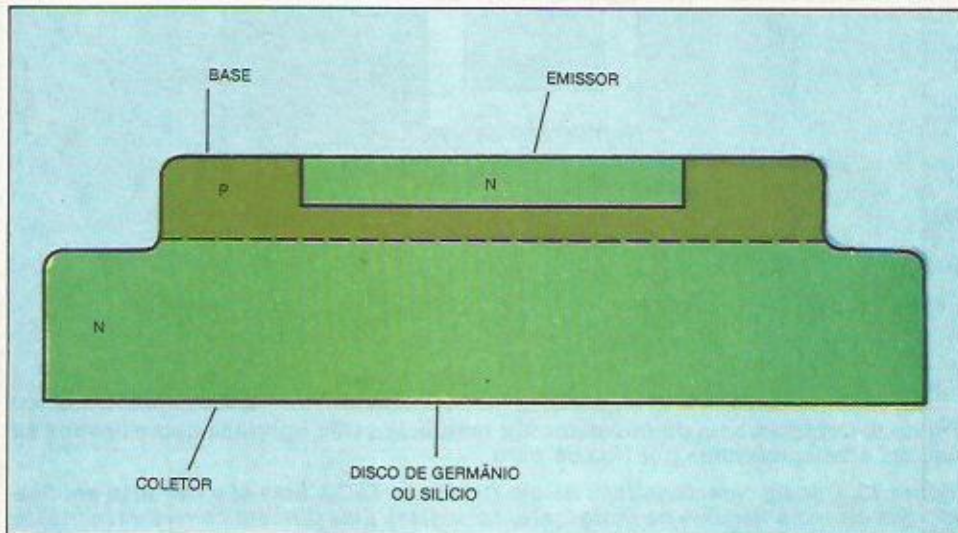 BASE
EMISSOR
P
N
N
COLETOR
DISCO DE GERMÂNIO
OU SILÍCIO